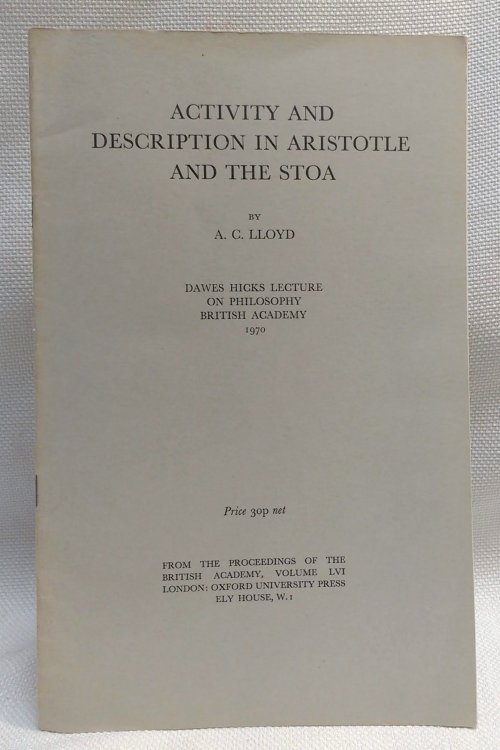 ACTIVITY AND
DESCRIPTION IN ARISTOTLE
AND THE STOA
BY
A. C. LLOYD
DAWES HICKS LECTURE
ON PHILOSOPHY
BRITISH ACADEMY
1970
Price 30p net
FROM THE PROCEEDINGS OF THE
BRITISH ACADEMY, VOLUME LVI
LONDON: OXFORD UNIVERSITY PRESS
ELY HOUSE, W.1